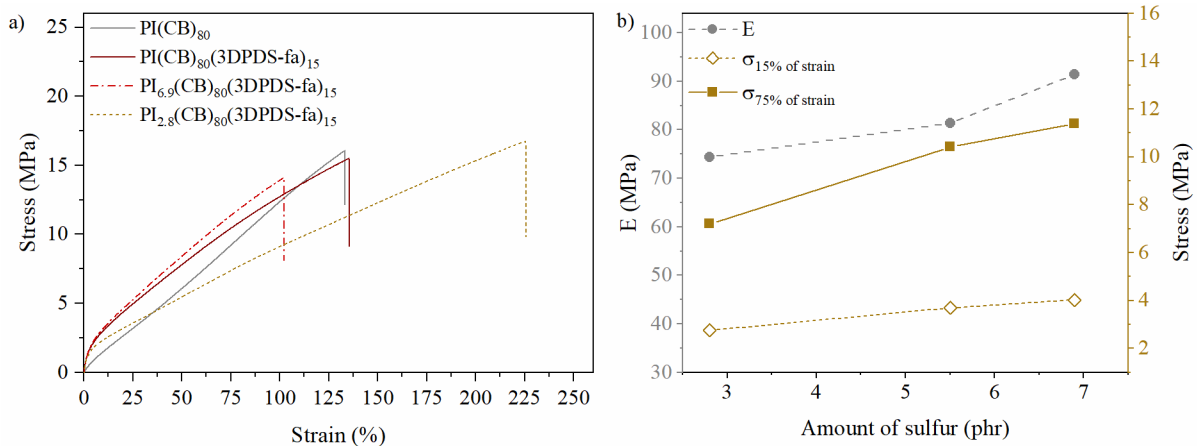 a)
25
20
15
10
5
0
Stress (MPa)
PI(CB)80
PI(CB)80(3DPDS-fa)15
PI6.9(CB)80(3DPDS-fa)15
PI2.8(CB)80(3DPDS-fa)15
0 25 50 75 100 125 150 175 200 225 250
Strain (%)
b)
100
90
80
70
60
50
40
30
E (MPa)
E
σ15% of strain
σ75% of strain
16
14
12
10
8
6
4
2
Stress (MPa)
3 4 5 6 7
Amount of sulfur (phr)